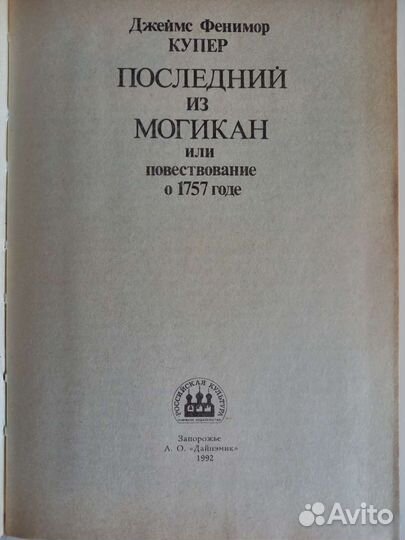 Джеймс Фенимор
КУПЕР
ПОСЛЕДНИЙ
ИЗ
МОГИКАН
или
повествование
о 1757 годе
РОССИЙСКАЯ КУЛЬТУРА
Запорожье
А. О. «Дайнэмик»
1992
Avito